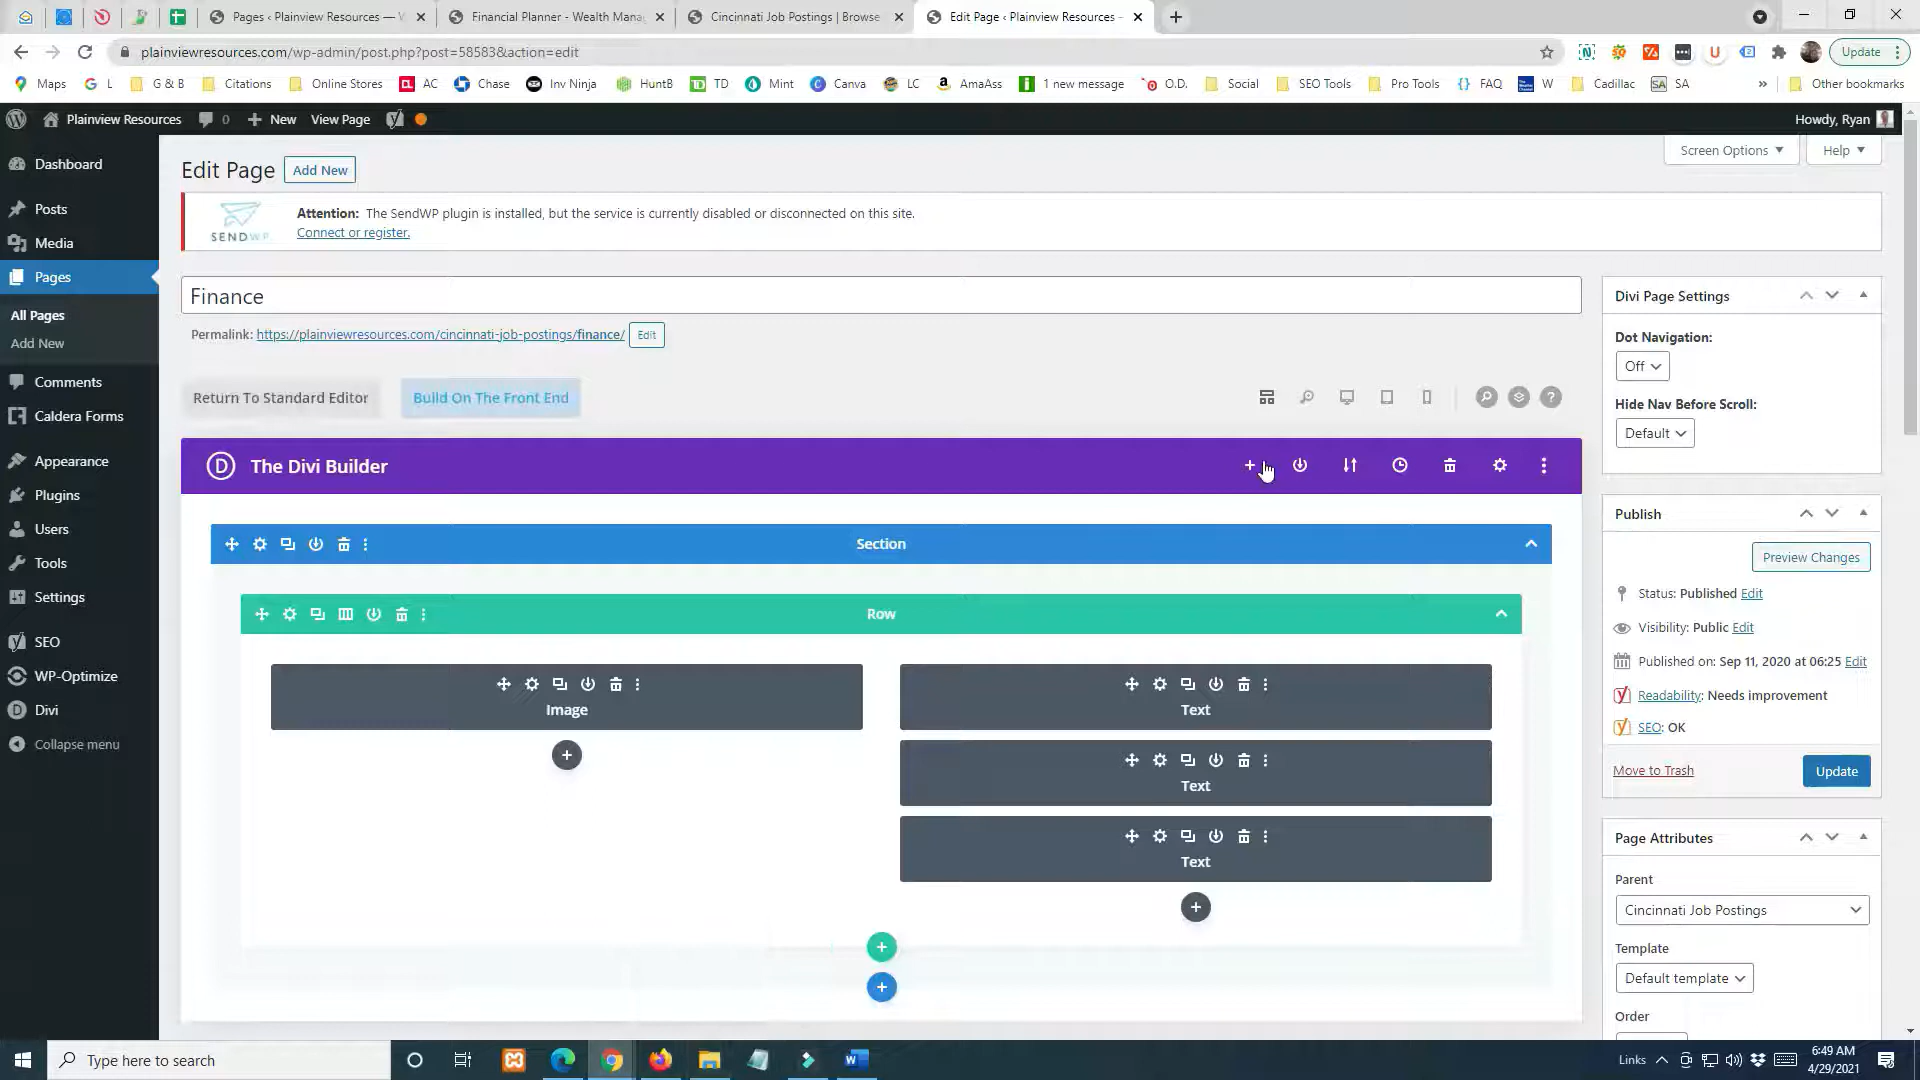 Pages ‹ Plainview Resources — W
Financial Planner - Wealth Manag
Cincinnati Job Postings | Browse
Edit Page ‹ Plainview Resources –
plainviewresources.com/wp-admin/post.php?post=58583&action=edit
Update
Maps
L
G & B
Citations
Online Stores
AC
Chase
Inv Ninja
HuntB
TD
Mint
Canva
LC
AmaAss
1 new message
O.D.
Social
SEO Tools
Pro Tools
FAQ
W
Cadillac
SA
SA
»
Other bookmarks
Plainview Resources
0
New
View Page
Howdy, Ryan
Dashboard
Posts
Media
Pages
All Pages
Add New
Comments
Caldera Forms
Appearance
Plugins
Users
Tools
Settings
SEO
WP-Optimize
Divi
Collapse menu
Screen Options
Help
Edit Page
Add New
SENDWP
Attention: The SendWP plugin is installed, but the service is currently disabled or disconnected on this site.
Connect or register.
Finance
Permalink: https://plainviewresources.com/cincinnati-job-postings/finance/ Edit
Return To Standard Editor
Build On The Front End
?
D
The Divi Builder
Section
Row
Image
Text
Text
Text
Divi Page Settings
Dot Navigation:
Off
Hide Nav Before Scroll:
Default
Publish
Preview Changes
Status: Published Edit
Visibility: Public Edit
Published on: Sep 11, 2020 at 06:25 Edit
Readability: Needs improvement
SEO: OK
Move to Trash
Update
Page Attributes
Parent
Cincinnati Job Postings
Template
Default template
Order
Type here to search
Links
6:49 AM
4/29/2021